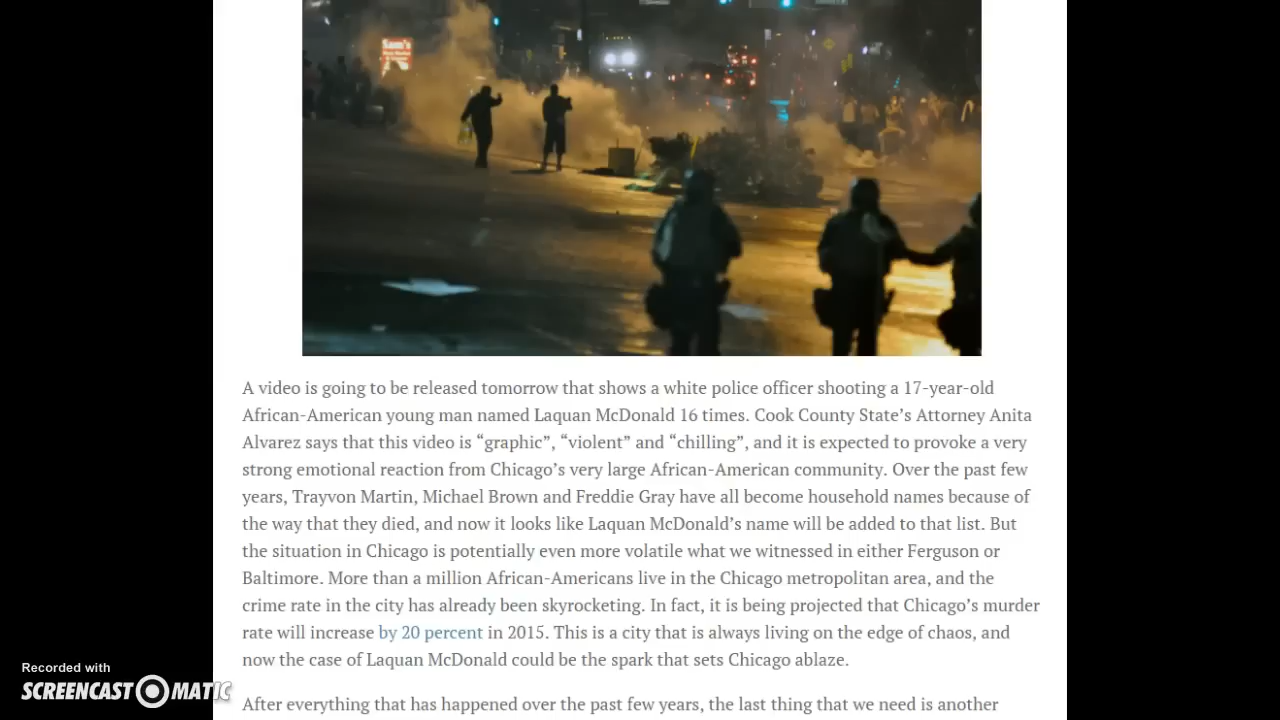 Sam's
A video is going to be released tomorrow that shows a white police officer shooting a 17-year-old
African-American young man named Laquan McDonald 16 times. Cook County State’s Attorney Anita
Alvarez says that this video is “graphic”, “violent” and “chilling”, and it is expected to provoke a very
strong emotional reaction from Chicago’s very large African-American community. Over the past few
years, Trayvon Martin, Michael Brown and Freddie Gray have all become household names because of
the way that they died, and now it looks like Laquan McDonald’s name will be added to that list. But
the situation in Chicago is potentially even more volatile what we witnessed in either Ferguson or
Baltimore. More than a million African-Americans live in the Chicago metropolitan area, and the
crime rate in the city has already been skyrocketing. In fact, it is being projected that Chicago’s murder
rate will increase by 20 percent in 2015. This is a city that is always living on the edge of chaos, and
now the case of Laquan McDonald could be the spark that sets Chicago ablaze.
After everything that has happened over the past few years, the last thing that we need is another
Recorded with
SCREENCAST O MATIC